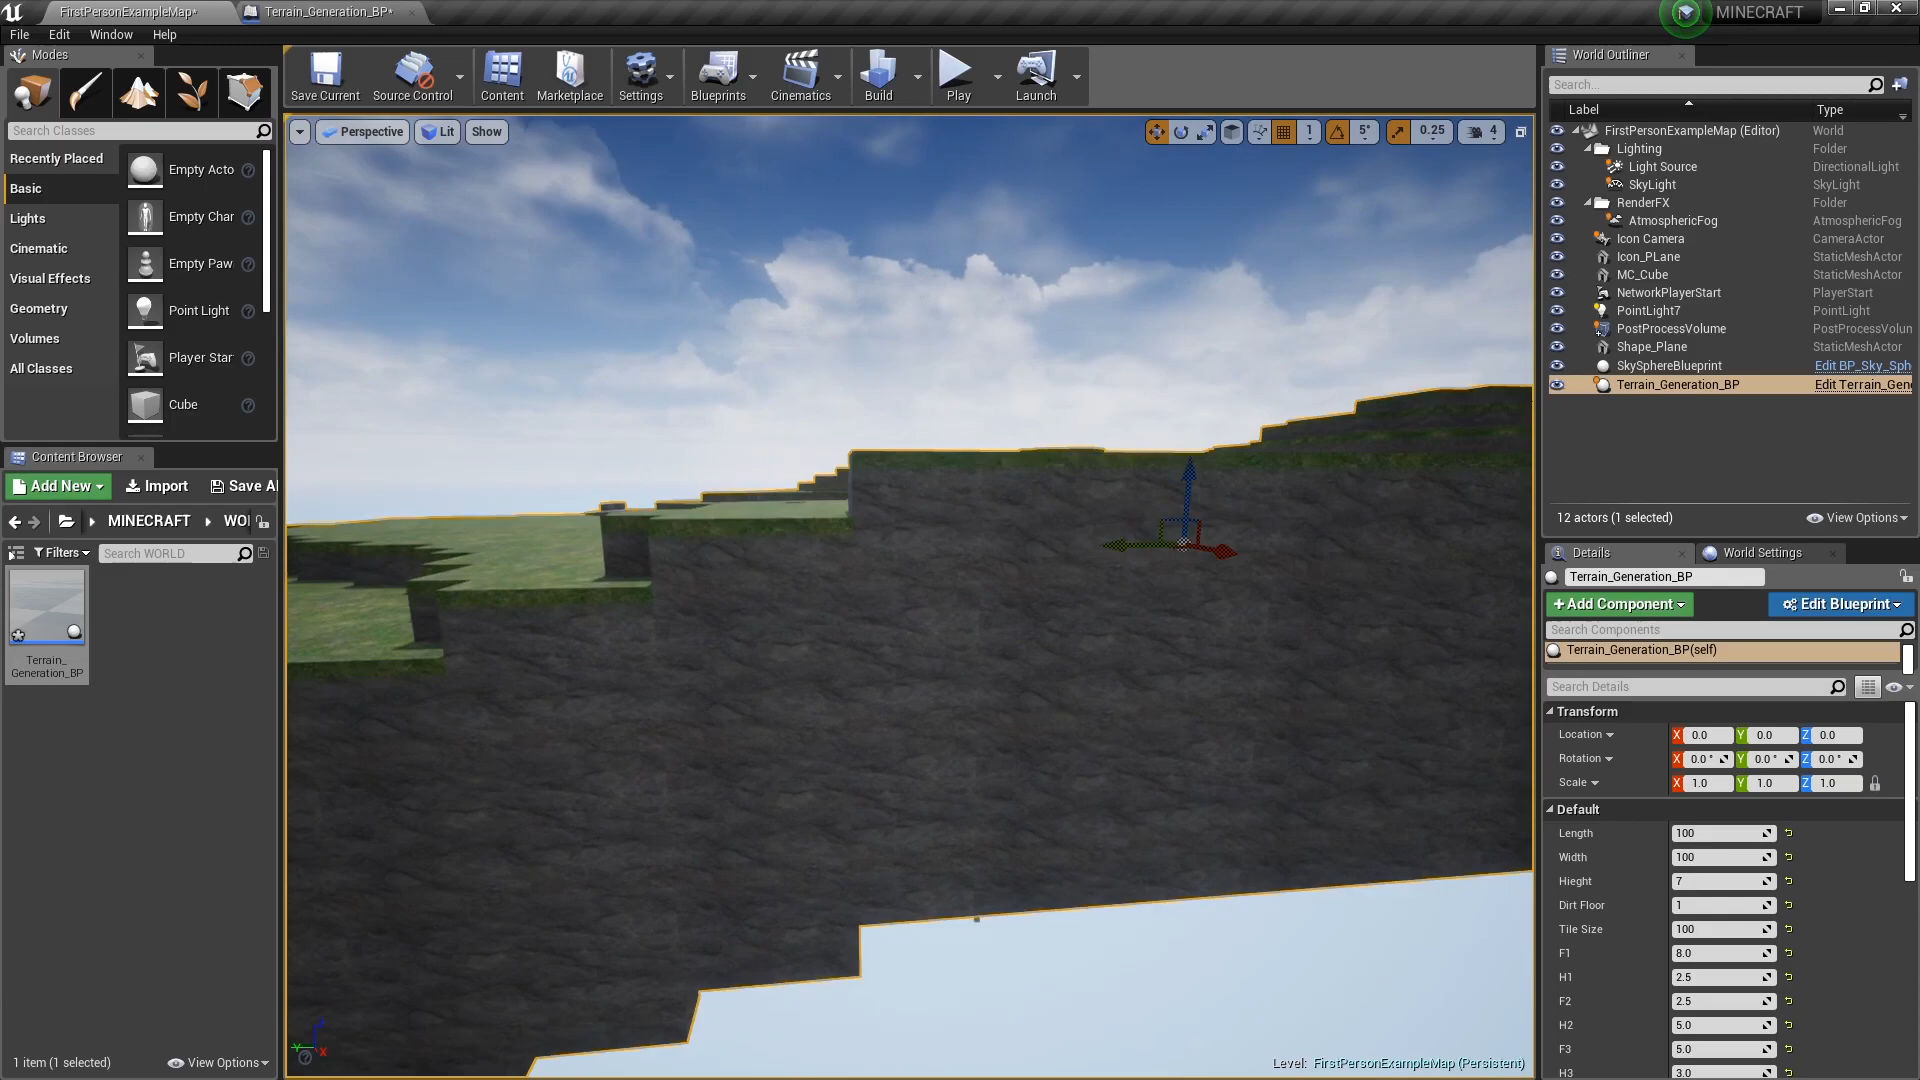 FirstPersonExampleMap*
Terrain_Generation_BP*
MINECRAFT
File Edit Window Help
Modes
Search Classes
Recently Placed
Basic
Lights
Cinematic
Visual Effects
Geometry
Volumes
All Classes
Empty Acto
Empty Char
Empty Paw
Point Light
Player Star
Cube
Save Current
Source Control
Content
Marketplace
Settings
Blueprints
Cinematics
Build
Play
Launch
Perspective Lit Show
1 5° 0.25 4
Content Browser
Add New Import Save Al
MINECRAFT WO
Filters Search WORLD
Terrain_
Generation_BP
1 item (1 selected) View Options
Level: FirstPersonExampleMap (Persistent)
World Outliner
Search...
Label Type
FirstPersonExampleMap (Editor) World
Lighting Folder
Light Source DirectionalLight
SkyLight SkyLight
RenderFX Folder
AtmosphericFog AtmosphericFog
Icon Camera CameraActor
Icon_PLane StaticMeshActor
MC_Cube StaticMeshActor
NetworkPlayerStart PlayerStart
PointLight7 PointLight
PostProcessVolume PostProcessVolun
Shape_Plane StaticMeshActor
SkySphereBlueprint Edit BP_Sky_Sph
Terrain_Generation_BP Edit Terrain_Gene
12 actors (1 selected) View Options
Details World Settings
Terrain_Generation_BP
+Add Component Edit Blueprint
Search Components
Terrain_Generation_BP(self)
Search Details
Transform
Location X 0.0 Y 0.0 Z 0.0
Rotation X 0.0 ° Y 0.0 ° Z 0.0 °
Scale X 1.0 Y 1.0 Z 1.0
Default
Length 100
Width 100
Hieght 7
Dirt Floor 1
Tile Size 100
F1 8.0
H1 2.5
F2 2.5
H2 5.0
F3 5.0
H3 3.0
Y X